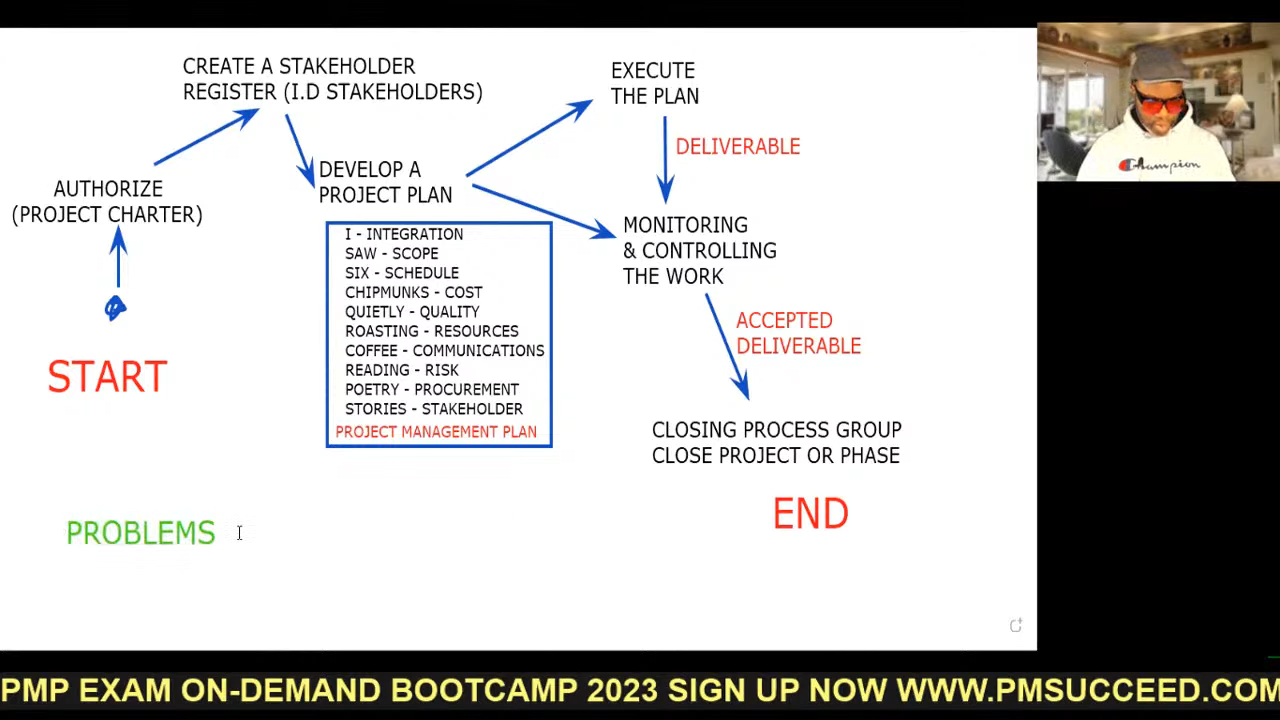 CREATE A STAKEHOLDER
REGISTER (I.D STAKEHOLDERS)
EXECUTE
THE PLAN
DELIVERABLE
AUTHORIZE
(PROJECT CHARTER)
DEVELOP A
PROJECT PLAN
I - INTEGRATION
SAW - SCOPE
SIX - SCHEDULE
CHIPMUNKS - COST
QUIETLY - QUALITY
ROASTING - RESOURCES
COFFEE - COMMUNICATIONS
READING - RISK
POETRY - PROCUREMENT
STORIES - STAKEHOLDER
PROJECT MANAGEMENT PLAN
MONITORING
& CONTROLLING
THE WORK
ACCEPTED
DELIVERABLE
START
CLOSING PROCESS GROUP
CLOSE PROJECT OR PHASE
END
PROBLEMS
Champion
PMP EXAM ON-DEMAND BOOTCAMP 2023 SIGN UP NOW WWW.PMSUCCEED.COM